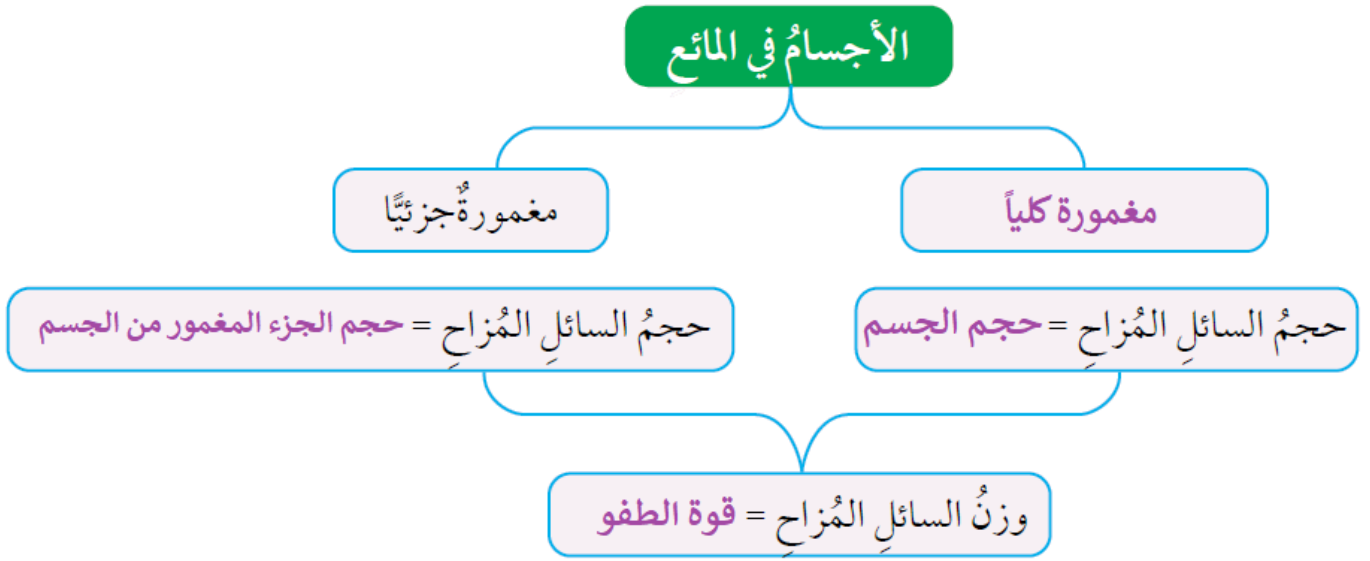 الأجسامُ في المائع
مغمورة كلياً
مغمورةٌ جزئيًّا
حجمُ السائلِ المُزاحِ = حجم الجسم
حجمُ السائلِ المُزاحِ = حجم الجزء المغمور من الجسم
وزنُ السائلِ المُزاحِ = قوة الطفو